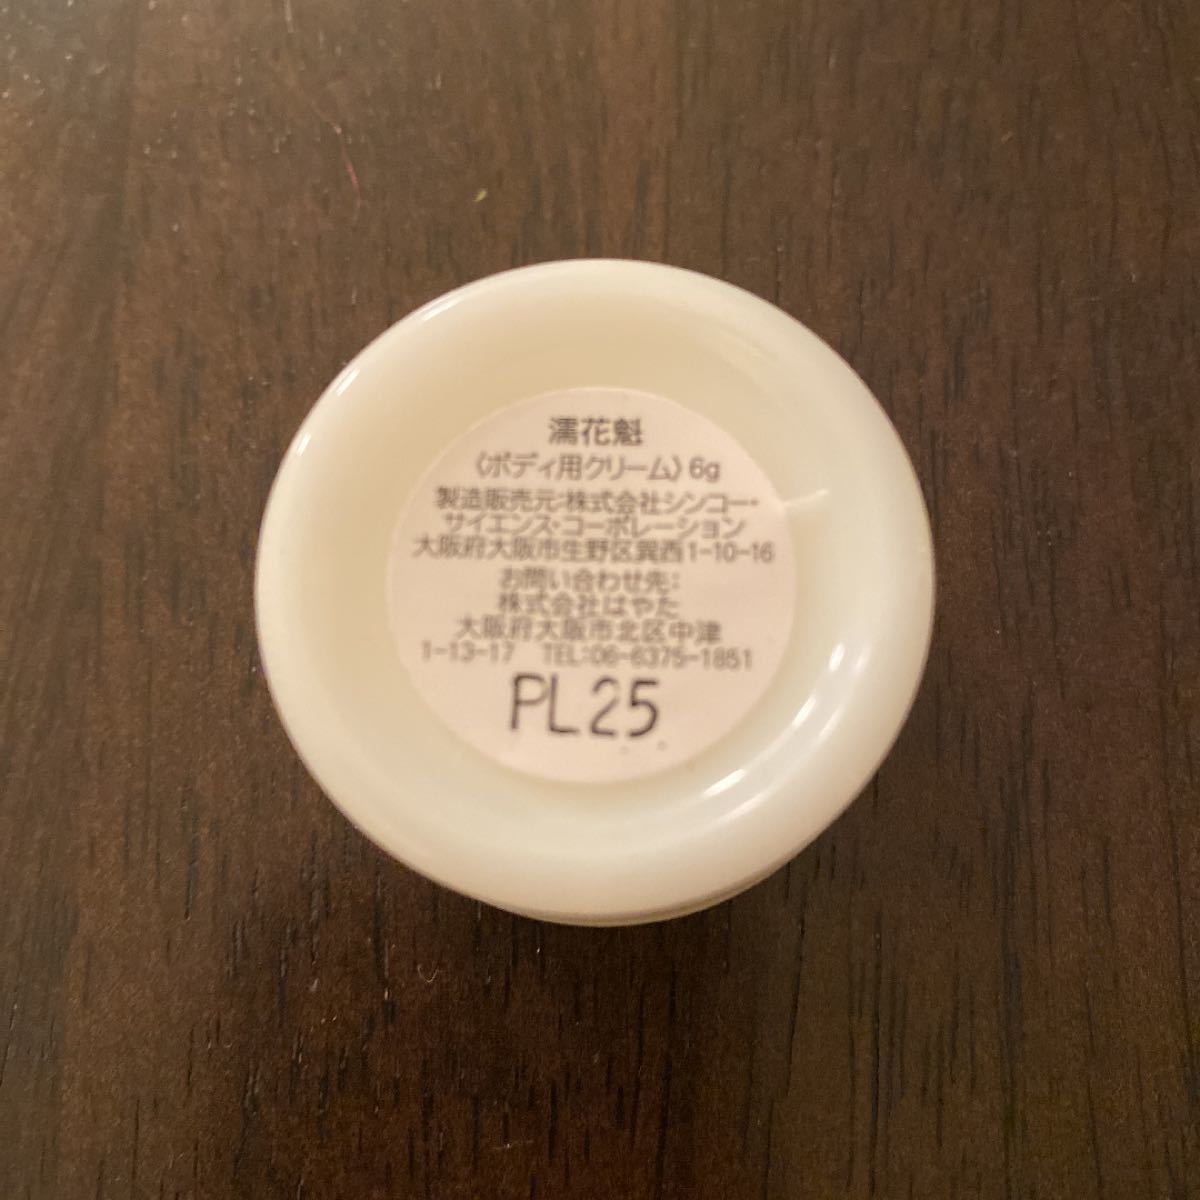 濡花魁
〈ボディ用クリーム〉6g
製造販売元:株式会社シンコー・
サイエンス・コーポレーション
大阪府大阪市生野区巽西1-10-16
お問い合わせ先:
株式会社はやた
大阪府大阪市北区中津
1-13-17 TEL:06-6375-1851
PL25